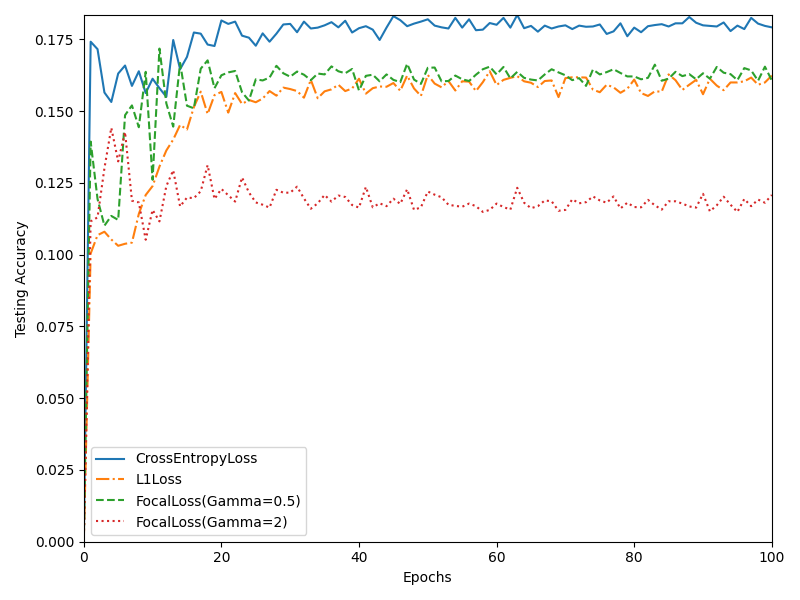 0.175
0.150
0.125
0.100
0.075
0.050
0.025
0.000
Testing Accuracy
CrossEntropyLoss
L1Loss
FocalLoss(Gamma=0.5)
FocalLoss(Gamma=2)
0 20 40 60 80 100
Epochs